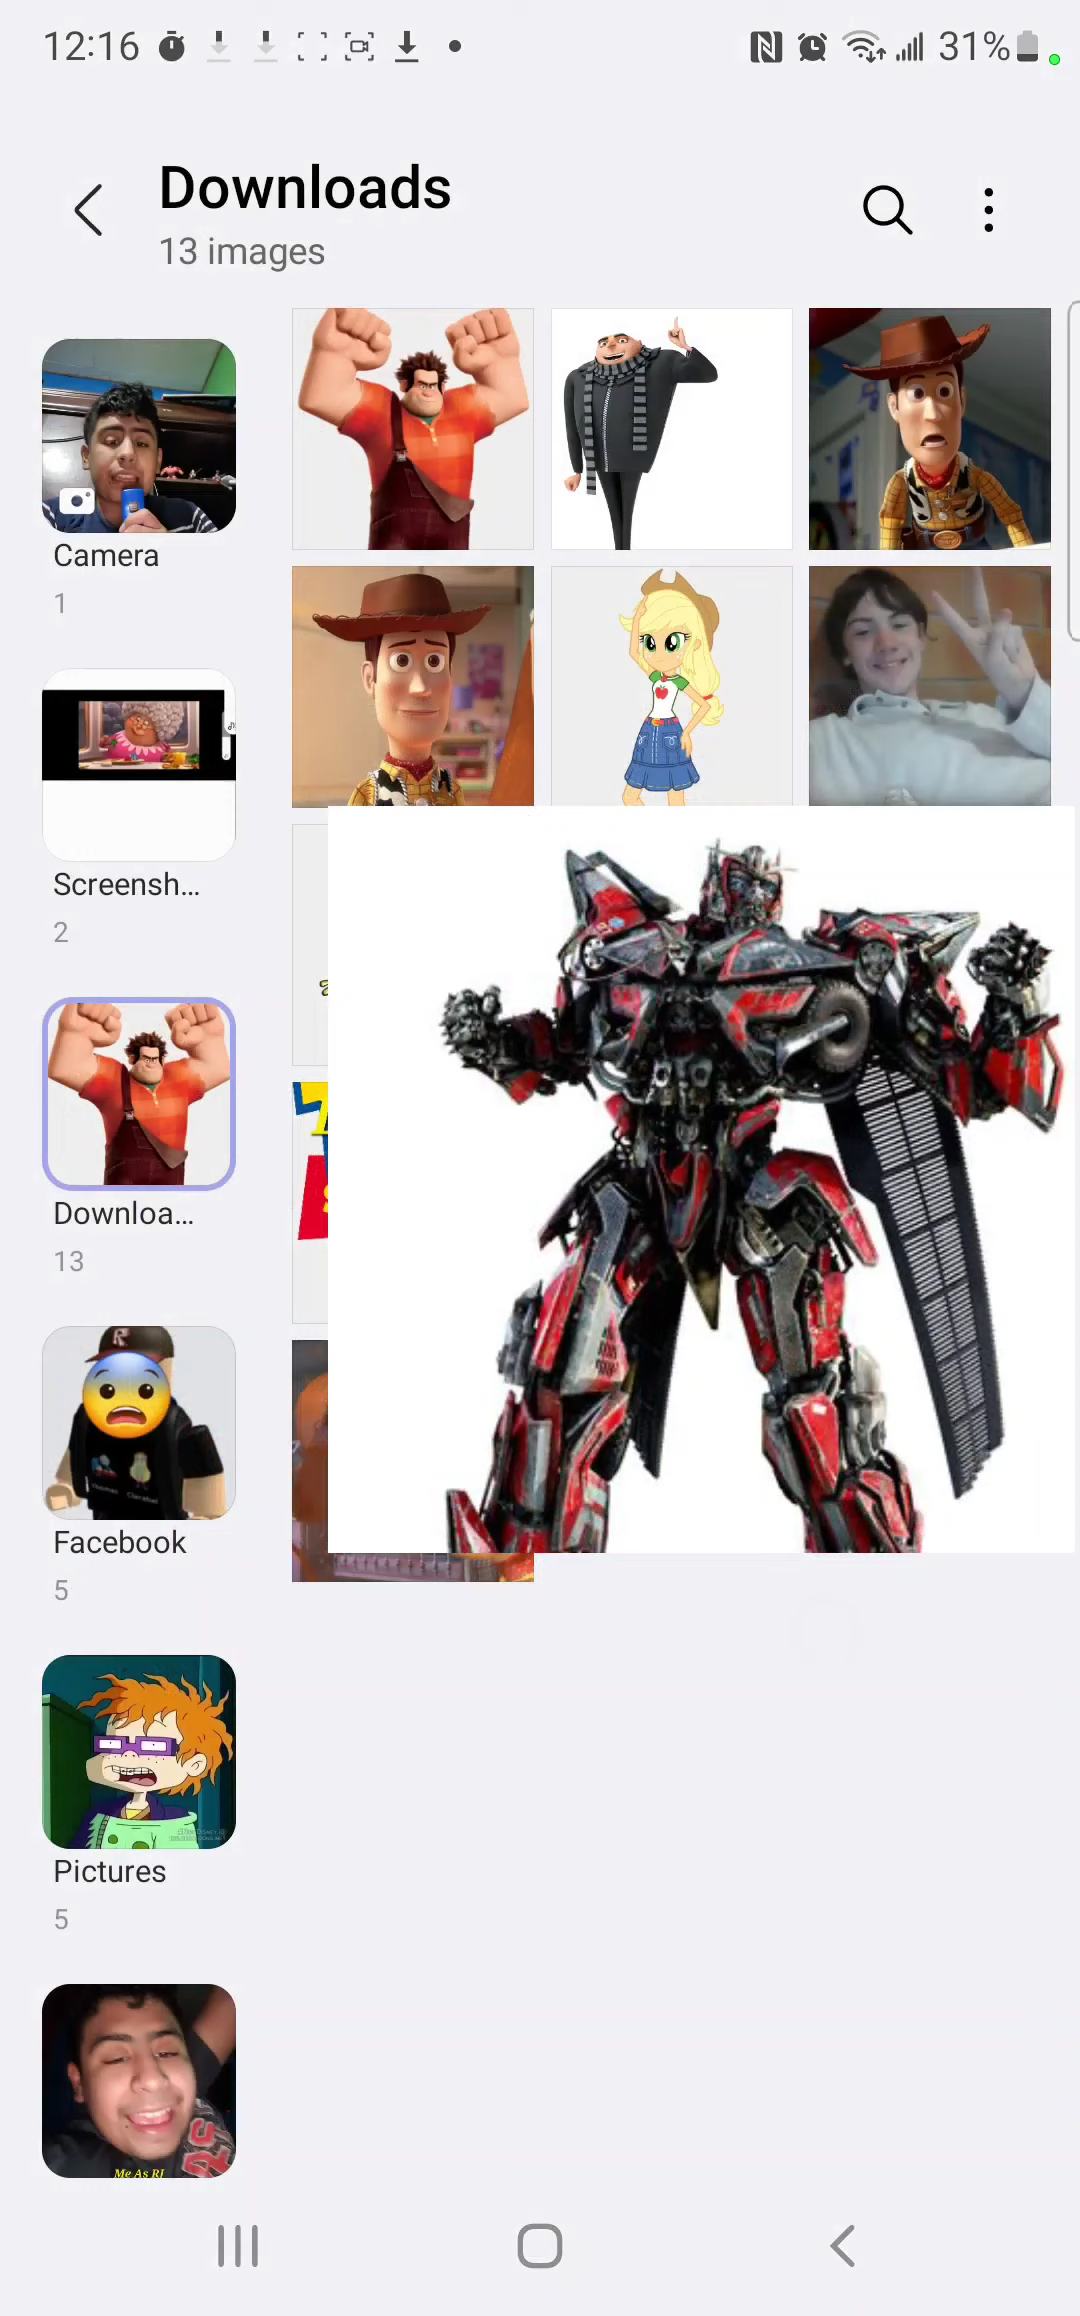 12:16
31%
Downloads
13 images
Camera
1
Screensh...
2
Downloa...
13
Facebook
5
Pictures
5
Me As RJ